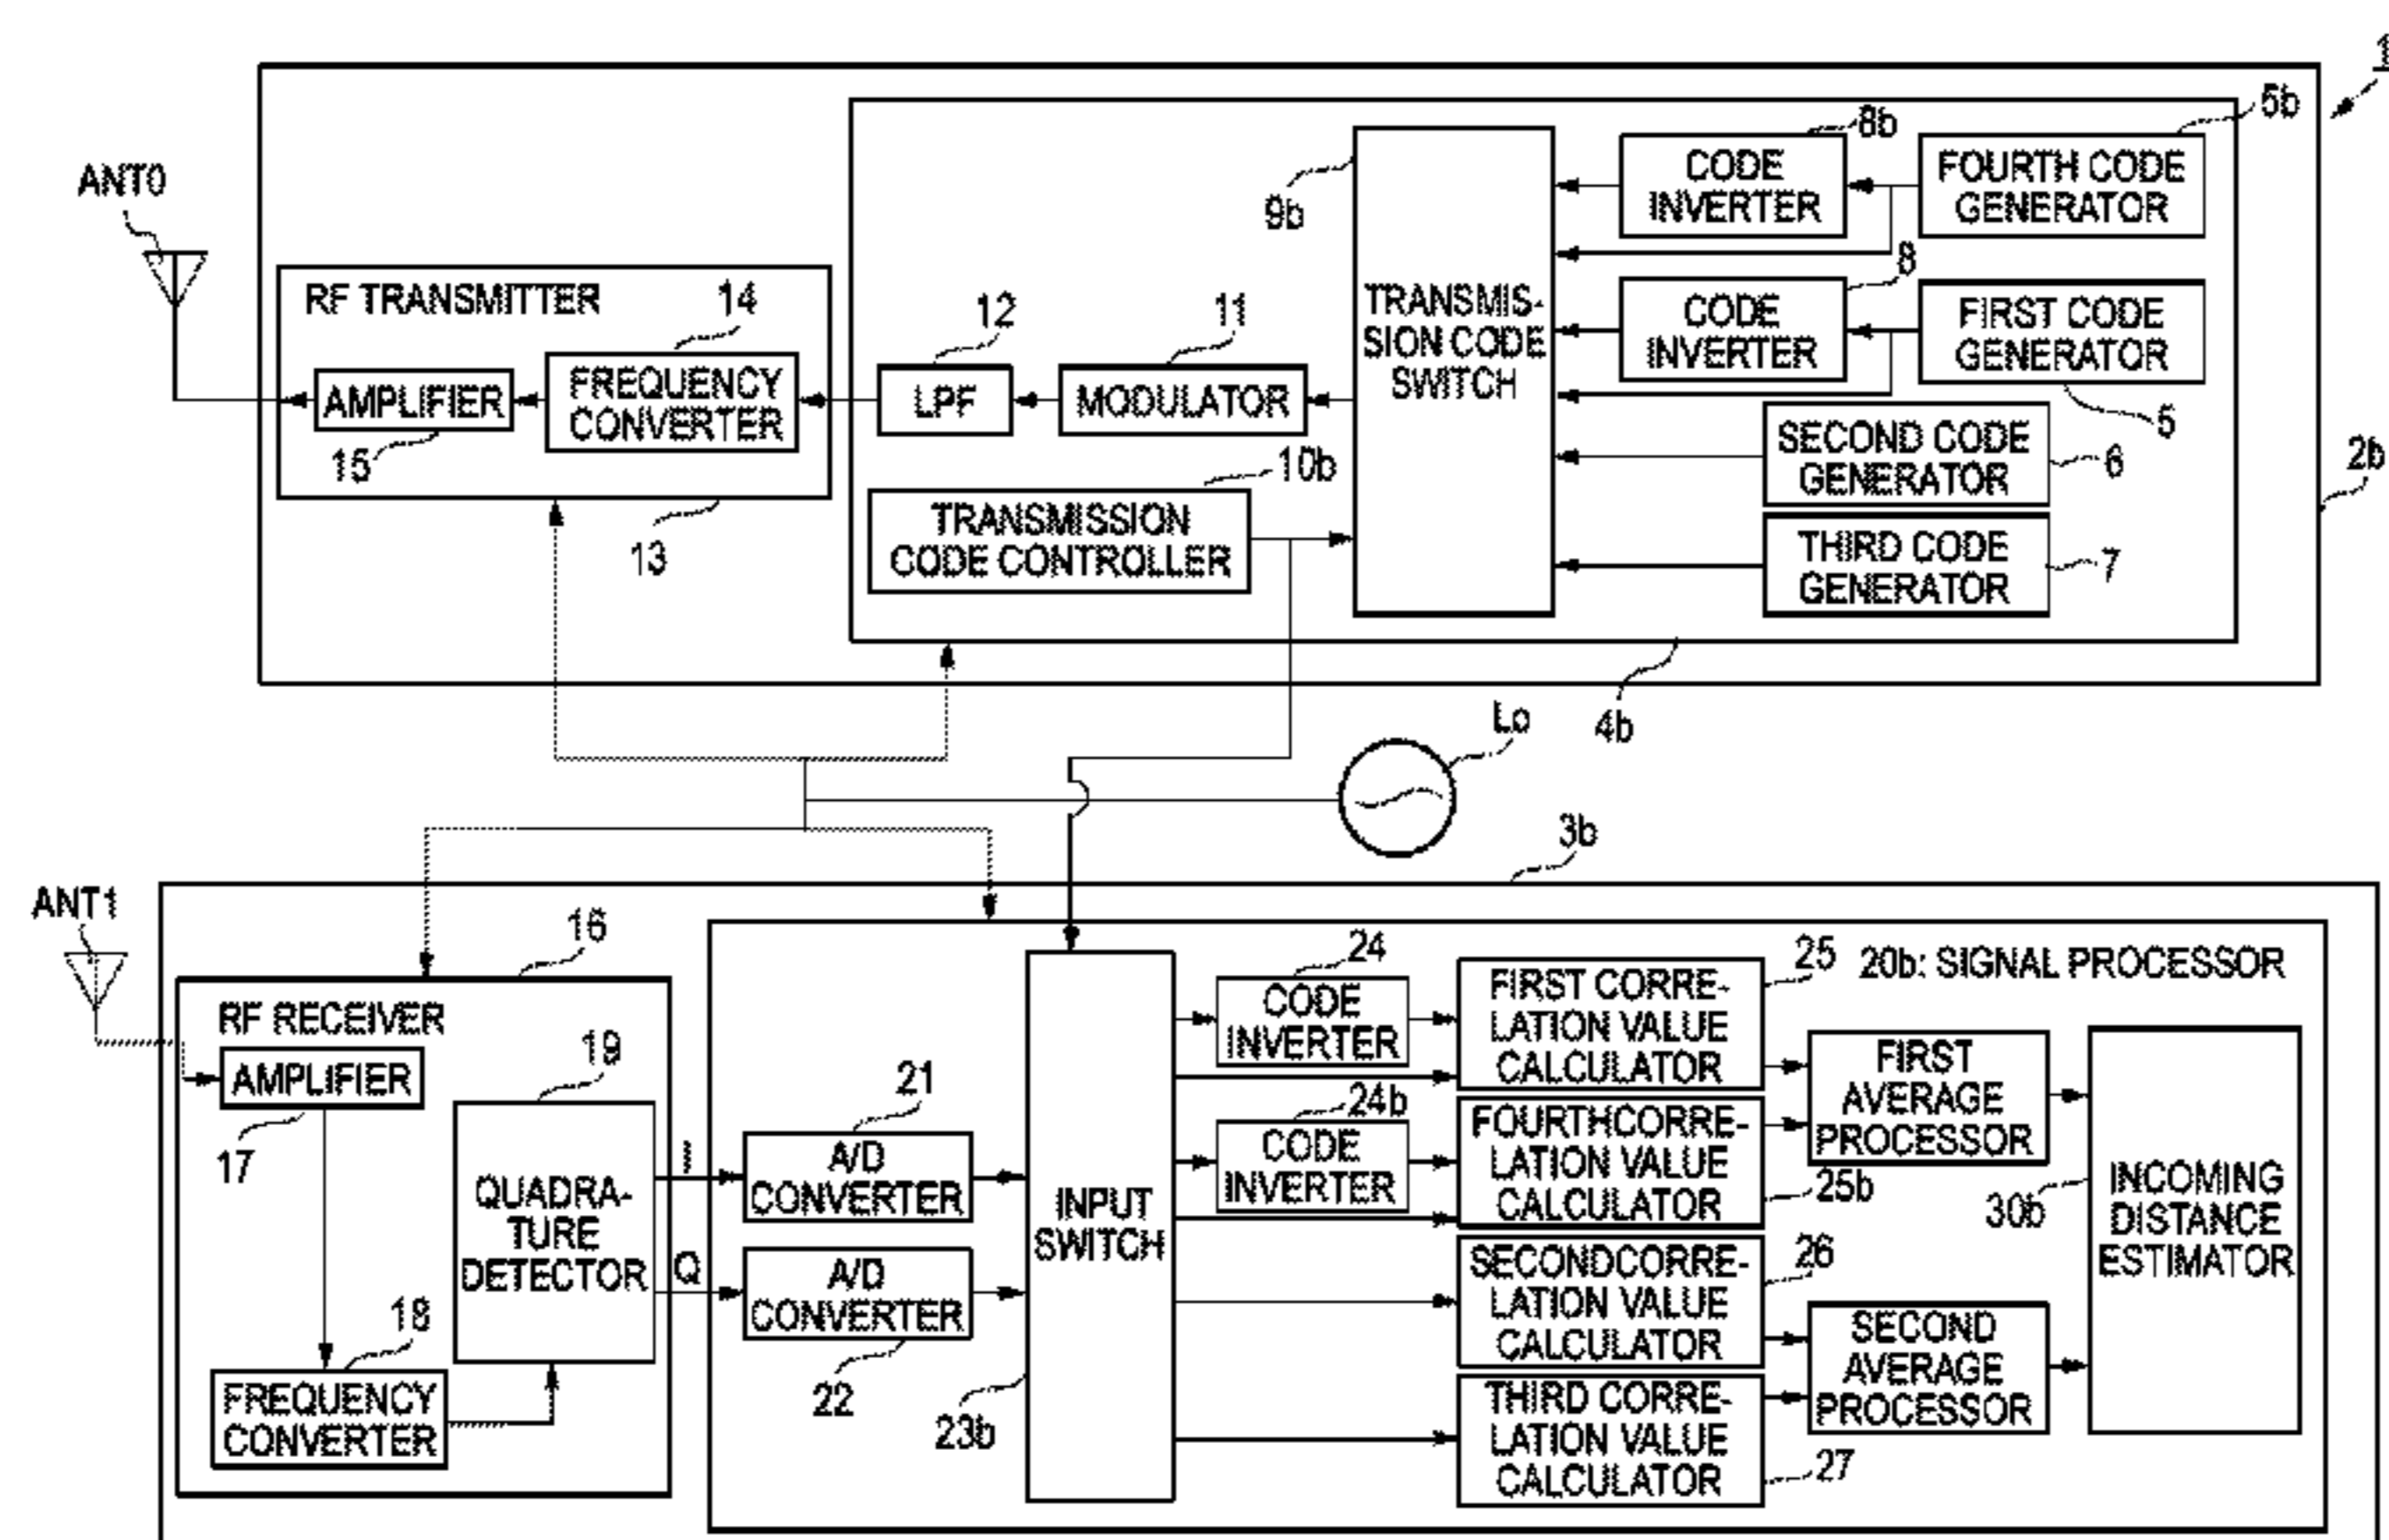 1
5b
8b
CODE
INVERTER
FOURTH CODE
GENERATOR
ANT0
9b
8
RF TRANSMITTER
14
12
11
TRANSMIS-
SION CODE
SWITCH
CODE
INVERTER
FIRST CODE
GENERATOR
AMPLIFIER
FREQUENCY
CONVERTER
LPF
MODULATOR
5
15
10b
SECOND CODE
GENERATOR
6
2b
TRANSMISSION
CODE CONTROLLER
13
THIRD CODE
GENERATOR
7
Lo
4b
3b
ANT1
16
24
25
20b: SIGNAL PROCESSOR
RF RECEIVER
CODE
INVERTER
FIRST CORRE-
LATION VALUE
CALCULATOR
19
AMPLIFIER
21
24b
FIRST
AVERAGE
PROCESSOR
17
I
A/D
CONVERTER
CODE
INVERTER
FOURTHCORRE-
LATION VALUE
CALCULATOR
25b
QUADRA-
TURE
DETECTOR
INPUT
SWITCH
30b
INCOMING
DISTANCE
ESTIMATOR
Q
A/D
CONVERTER
SECONDCORRE-
LATION VALUE
CALCULATOR
26
18
22
SECOND
AVERAGE
PROCESSOR
FREQUENCY
CONVERTER
23b
THIRD CORRE-
LATION VALUE
CALCULATOR
27